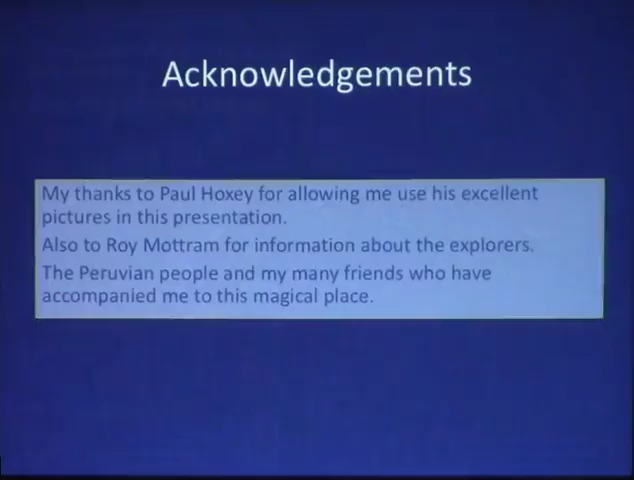 Acknowledgements
My thanks to Paul Hoxey for allowing me use his excellent
pictures in this presentation.
Also to Roy Mottram for information about the explorers.
The Peruvian people and my many friends who have
accompanied me to this magical place.